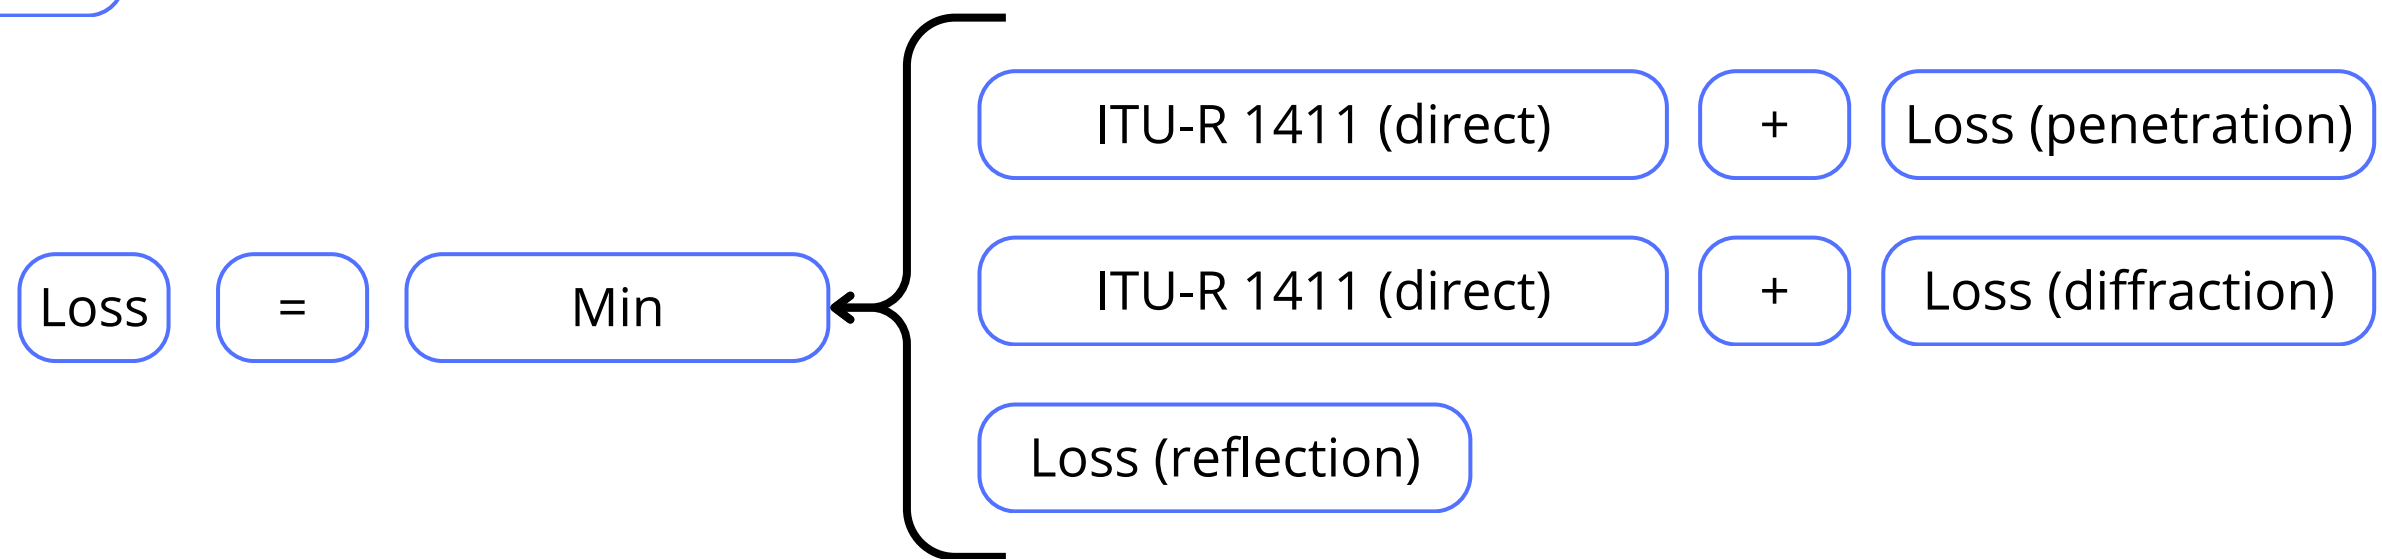 ITU-R 1411 (direct) + Loss (penetration)
Loss = Min
ITU-R 1411 (direct) + Loss (diffraction)
Loss (reflection)